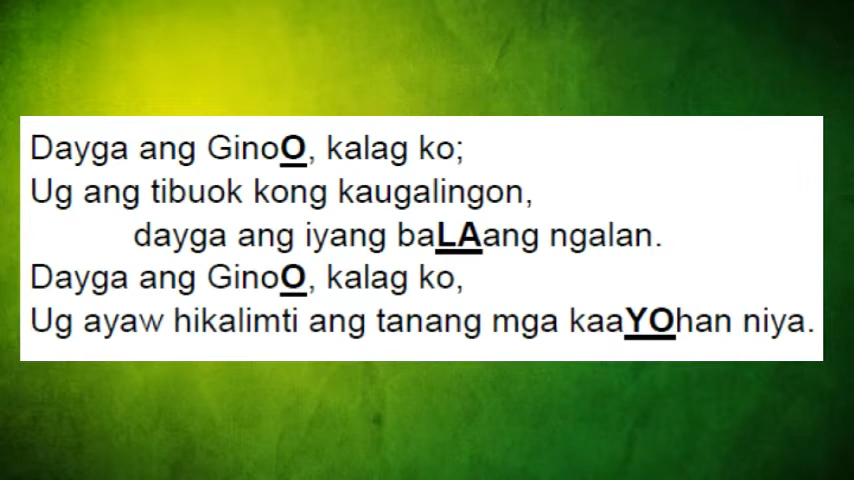 Dayga ang GinoO, kalag ko;
Ug ang tibuok kong kaugalingon,
dayga ang iyang baLAang ngalan.
Dayga ang GinoO, kalag ko,
Ug ayaw hikalimti ang tanang mga kaaYOhan niya.